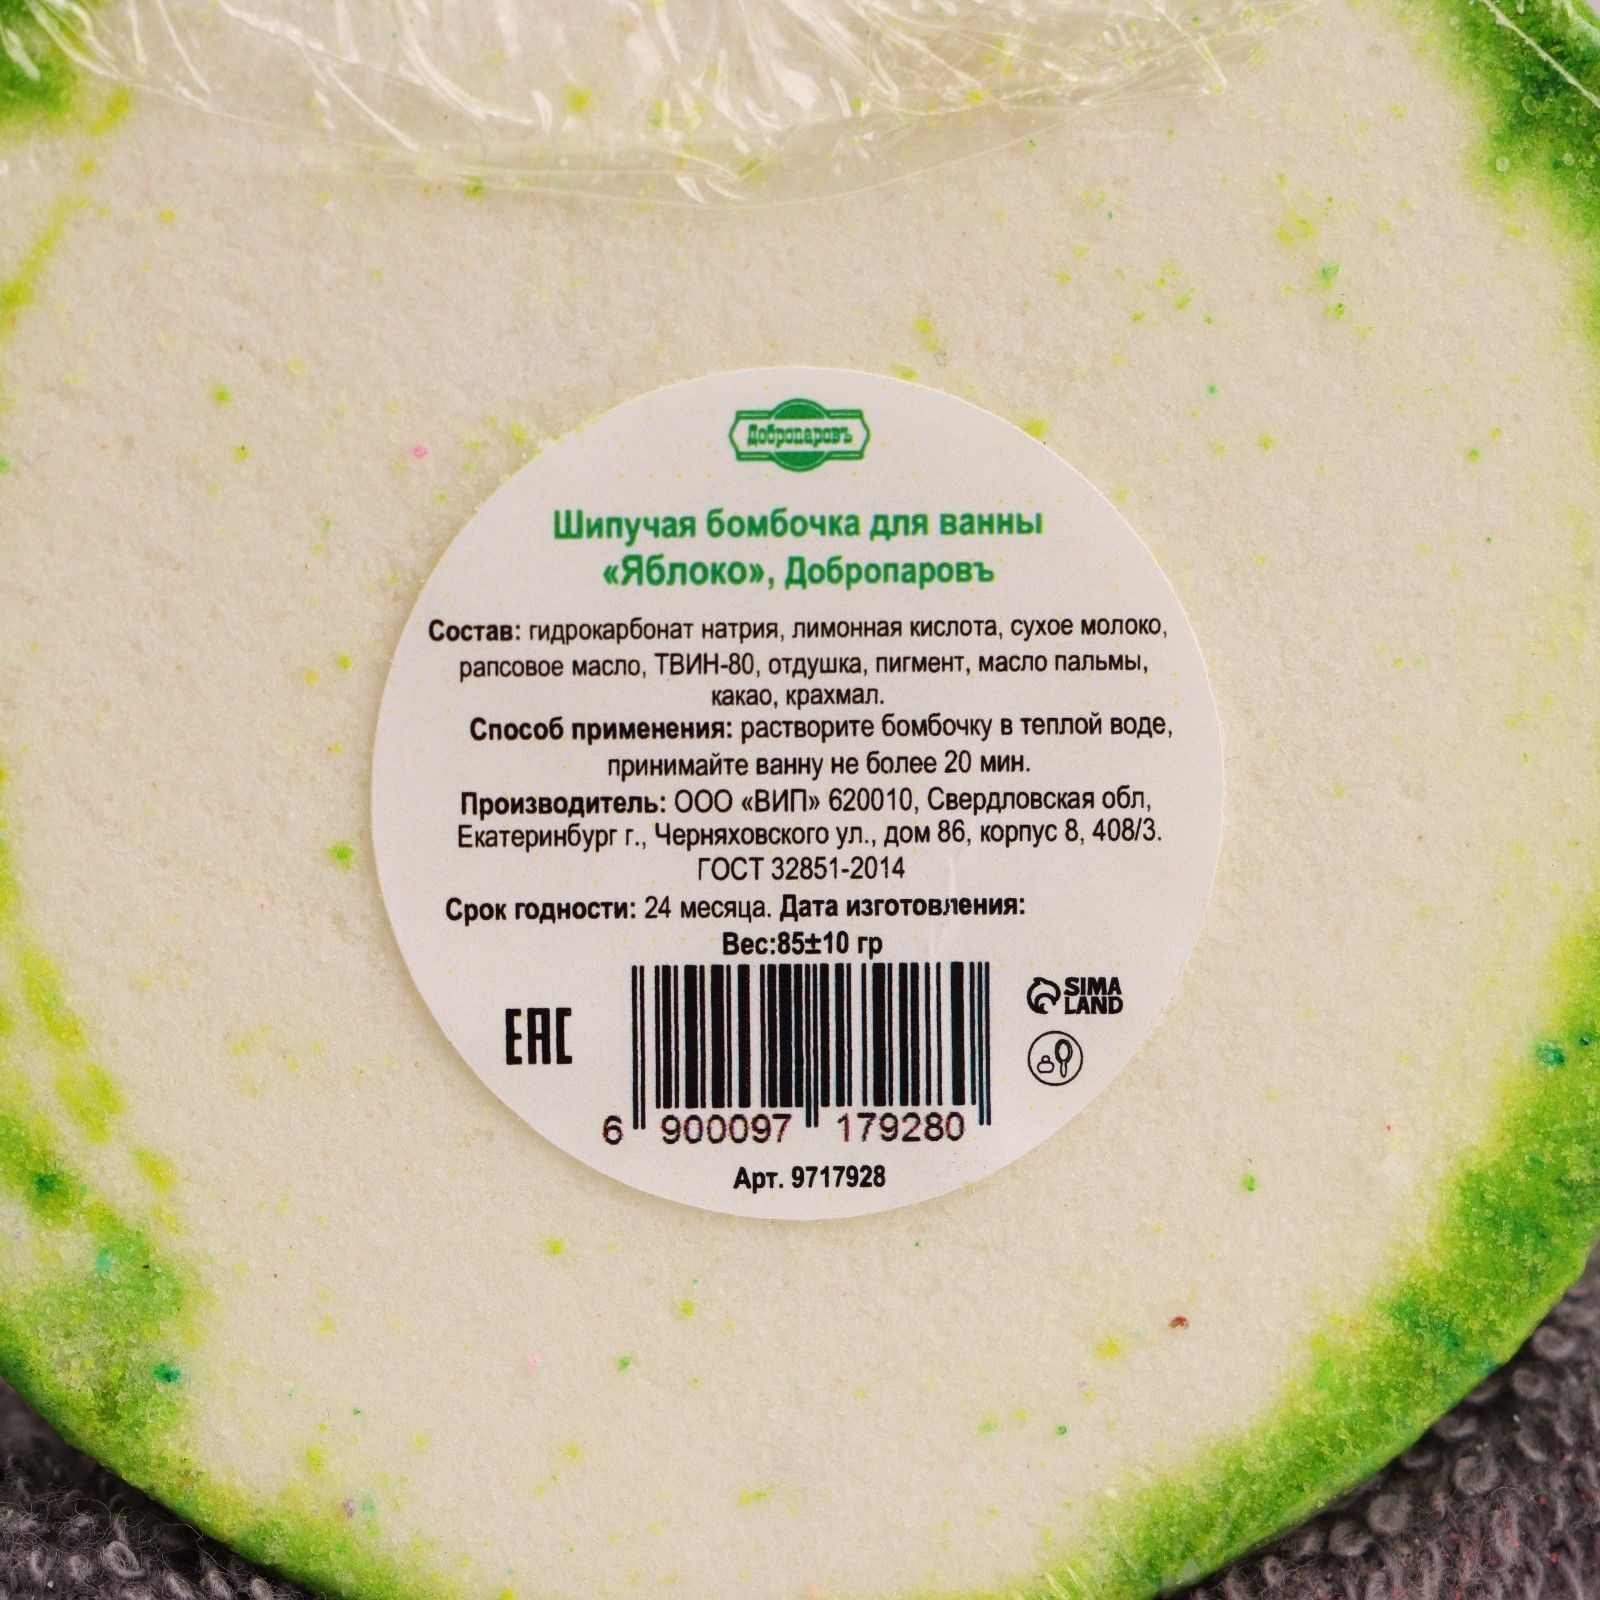 Добропаровъ
Шипучая бомбочка для ванны
«Яблоко», Добропаровъ
Состав: гидрокарбонат натрия, лимонная кислота, сухое молоко,
рапсовое масло, ТВИН-80, отдушка, пигмент, масло пальмы,
какао, крахмал.
Способ применения: растворите бомбочку в теплой воде,
принимайте ванну не более 20 мин.
Производитель: ООО «ВИП» 620010, Свердловская обл,
Екатеринбург г., Черняховского ул., дом 86, корпус 8, 408/3.
ГОСТ 32851-2014
Срок годности: 24 месяца. Дата изготовления:
Вес:85±10 гр
EAC
SIMA
LAND
6 900097 179280
Арт. 9717928